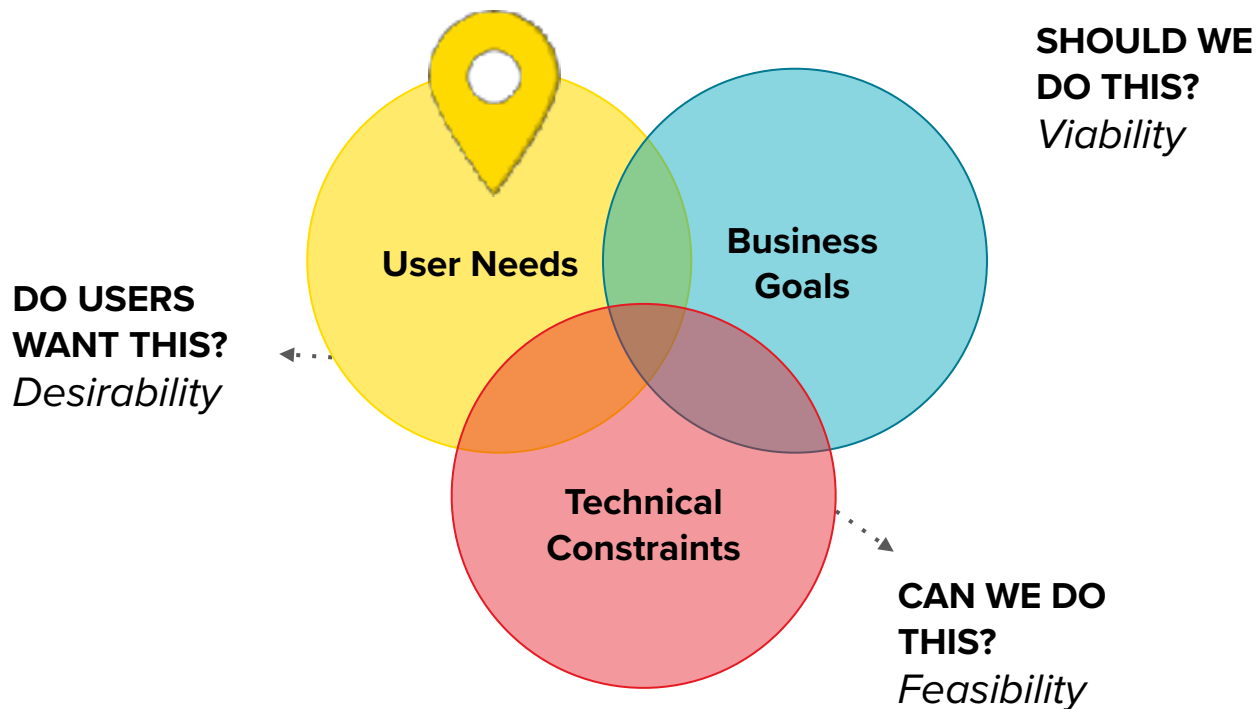 SHOULD WE
DO THIS?
Viability
User Needs
Business
Goals
DO USERS
WANT THIS?
Desirability
Technical
Constraints
CAN WE DO
THIS?
Feasibility